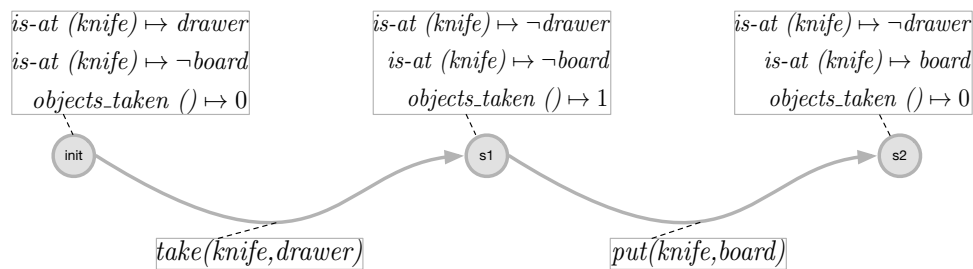 is-at (knife) ↦ drawer
is-at (knife) ↦ ¬board
objects_taken () ↦ 0
is-at (knife) ↦ ¬drawer
is-at (knife) ↦ ¬board
objects_taken () ↦ 1
is-at (knife) ↦ ¬drawer
is-at (knife) ↦ board
objects_taken () ↦ 0
init
s1
s2
take(knife,drawer)
put(knife,board)